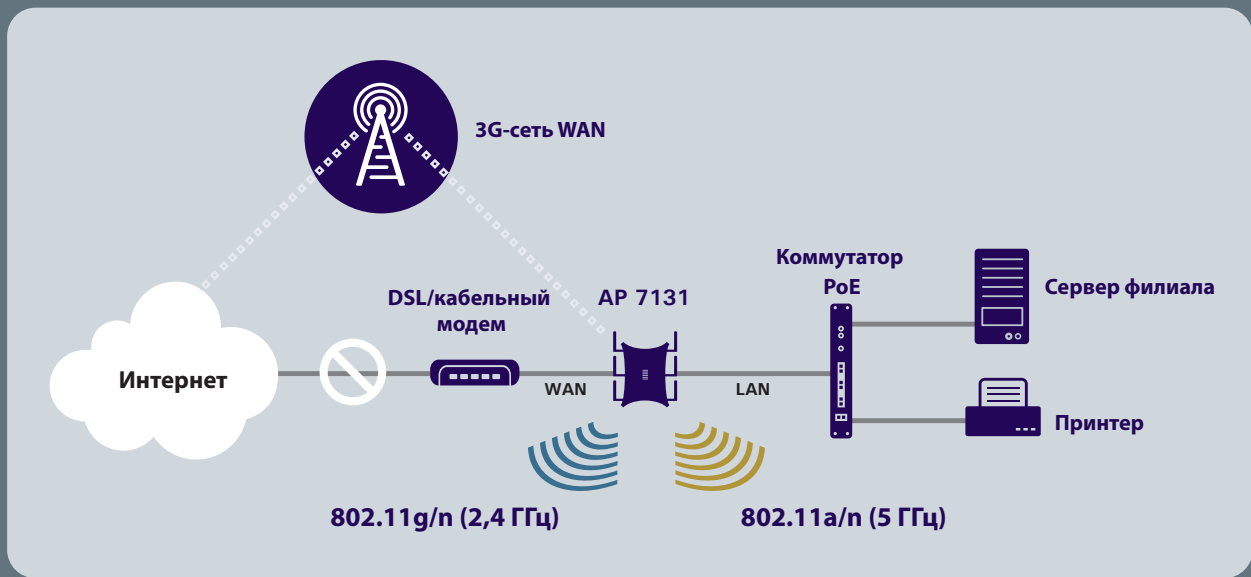 3G-сеть WAN
Коммутатор
PoE
Сервер филиала
DSL/кабельный
модем
AP 7131
Интернет
WAN
LAN
Принтер
802.11g/n (2,4 ГГц)
802.11a/n (5 ГГц)